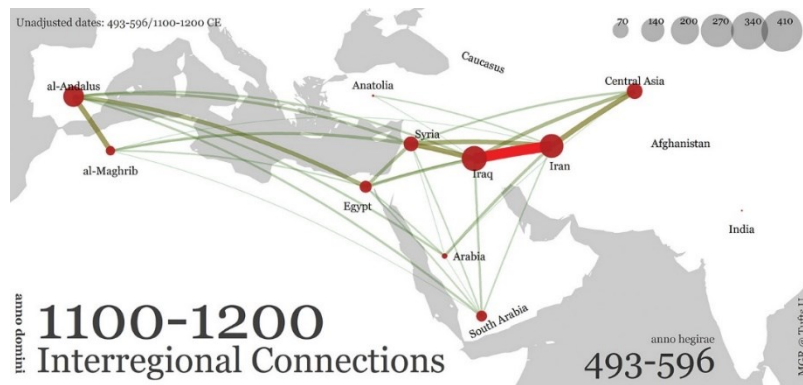 Unadjusted dates: 493-596/1100-1200 CE
70 140 200 270 340 410
Caucasus
al-Andalus
Anatolia
Central Asia
Syria
Afghanistan
al-Maghrib
Iraq
Iran
Egypt
India
Arabia
South Arabia
anno domini
1100-1200
Interregional Connections
anno hegirae
493-596
MGR @ Tufts U